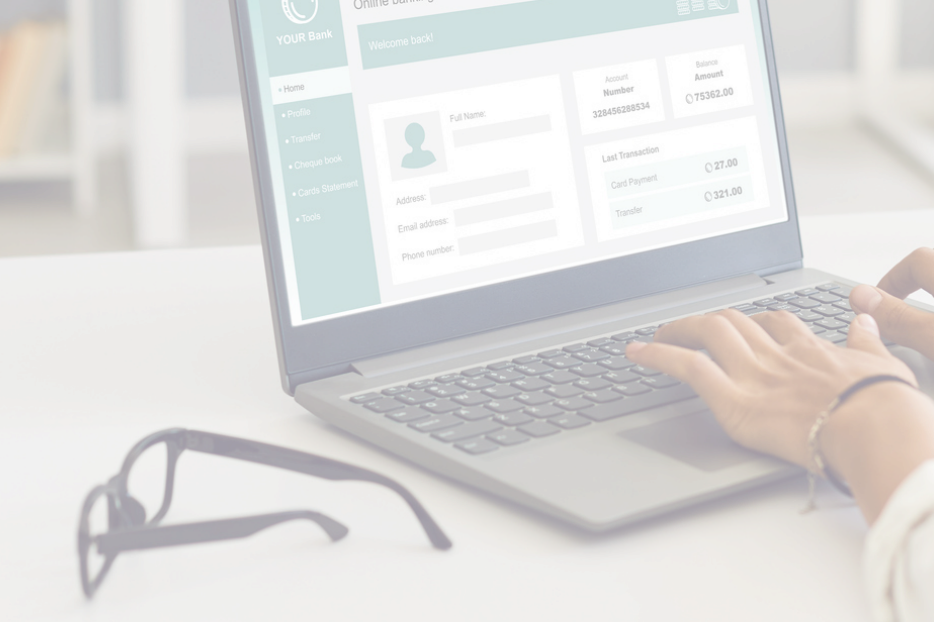 Online banking
YOUR Bank
Welcome back!
Home
Profile
Transfer
Cheque book
Cards Statement
Tools
Full Name:
Address:
Email address:
Phone number:
Account
Number
328456288534
Balance
Amount
75362.00
Last Transaction
Card Payment 27.00
Transfer 321.00